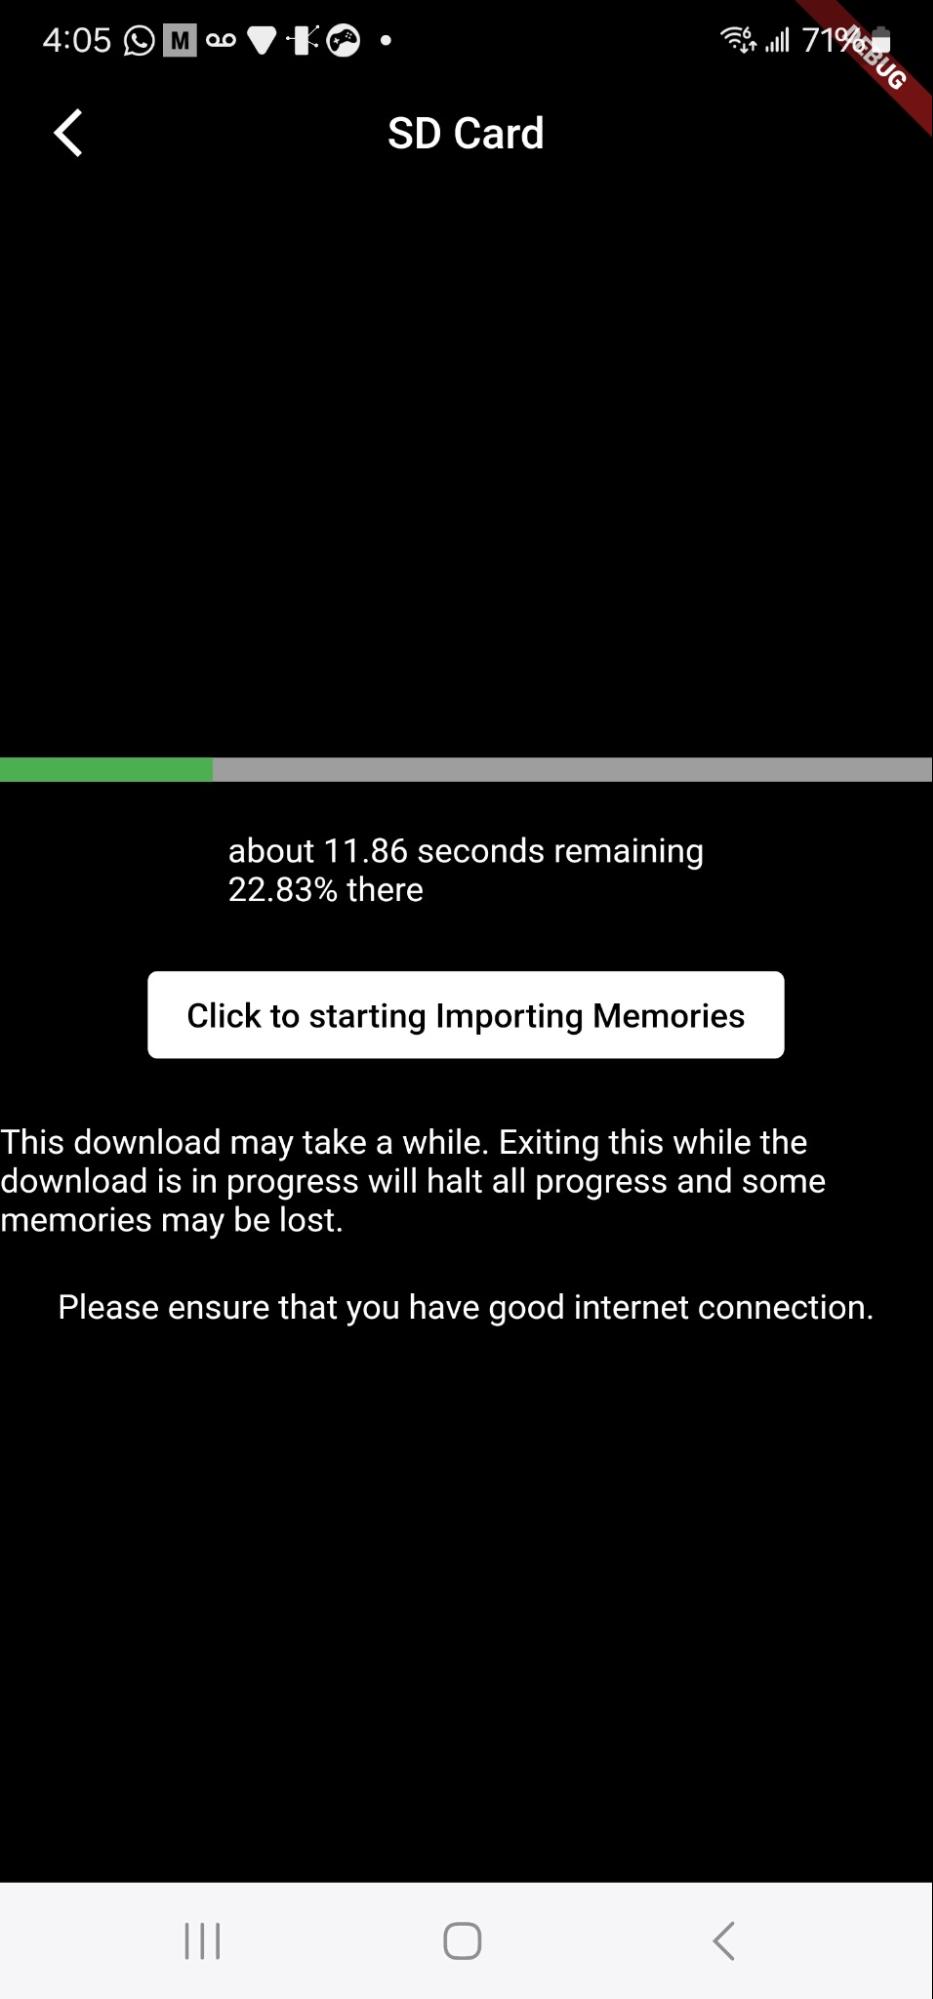 4:05 M 6 71%
DEBUG
SD Card
about 11.86 seconds remaining
22.83% there
Click to starting Importing Memories
This download may take a while. Exiting this while the
download is in progress will halt all progress and some
memories may be lost.
Please ensure that you have good internet connection.